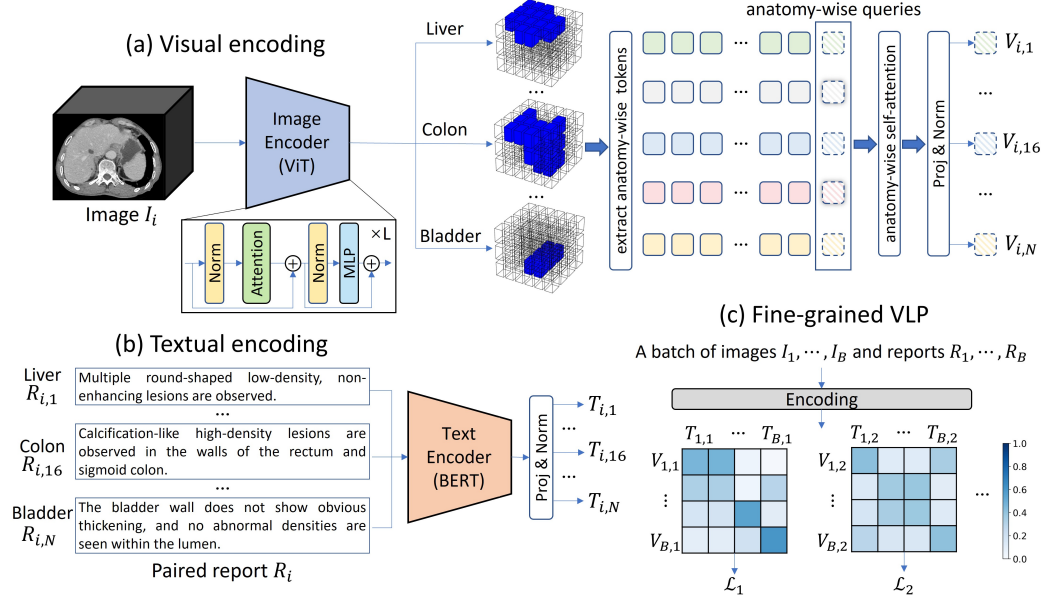 (a) Visual encoding
Image I_i
Image
Encoder
(ViT)
Norm
Attention
Norm
MLP
×L
Liver
...
Colon
...
Bladder
extract anatomy-wise tokens
anatomy-wise queries
...
...
...
...
...
anatomy-wise self-attention
Proj & Norm
V_{i,1}
...
V_{i,16}
...
V_{i,N}
(b) Textual encoding
Liver
R_{i,1}
Multiple round-shaped low-density, non-
enhancing lesions are observed.
...
Colon
R_{i,16}
Calcification-like high-density lesions are
observed in the walls of the rectum and
sigmoid colon.
...
Bladder
R_{i,N}
The bladder wall does not show obvious
thickening, and no abnormal densities are
seen within the lumen.
Paired report R_i
Text
Encoder
(BERT)
Proj & Norm
T_{i,1}
...
T_{i,16}
...
T_{i,N}
(c) Fine-grained VLP
A batch of images I_1, ⋯, I_B and reports R_1, ⋯, R_B
Encoding
T_{1,1} ⋯ T_{B,1}
V_{1,1}
⋮
V_{B,1}
ℒ_1
T_{1,2} ⋯ T_{B,2}
V_{1,2}
⋮
V_{B,2}
ℒ_2
...
1.0
0.8
0.6
0.4
0.2
0.0